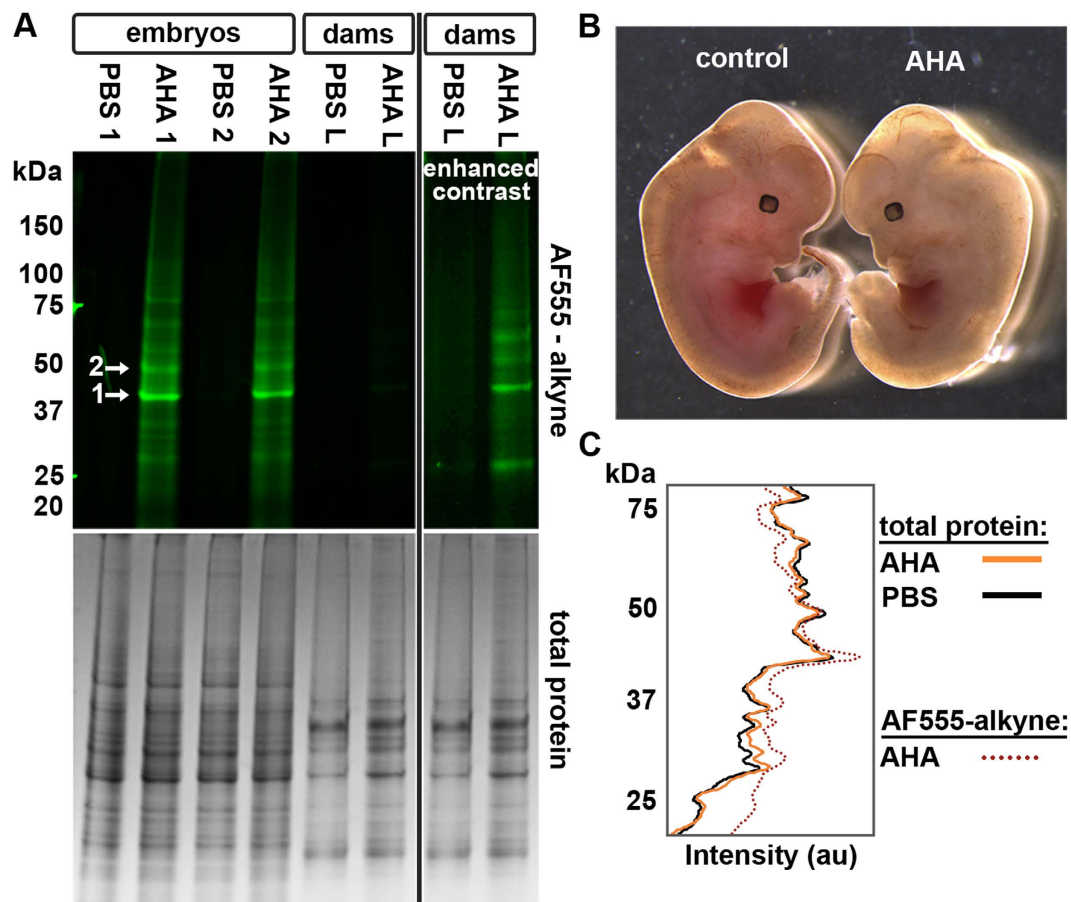 A
embryos
dams
dams
PBS 1
AHA 1
PBS 2
AHA 2
PBS L
AHA L
PBS L
AHA L
kDa
150
100
75
50
37
25
20
2
1
enhanced
contrast
AF555 - alkyne
total protein
B
control
AHA
C
kDa
75
50
37
25
Intensity (au)
total protein:
AHA
PBS
AF555-alkyne:
AHA